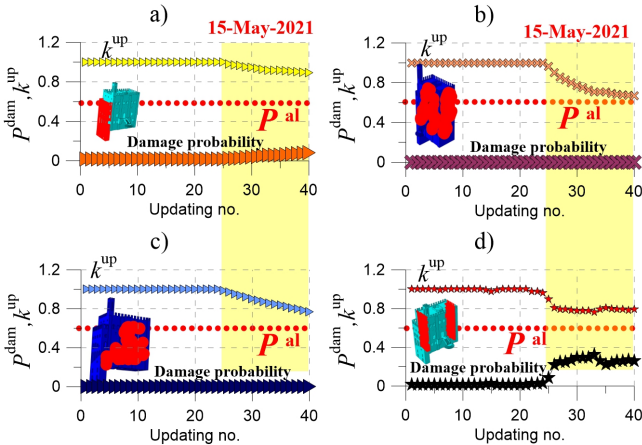 a)
15-May-2021
b)
15-May-2021
P^dam, k^up
1.2
0.8
0.4
0
k^up
P^al
Damage probability
0 10 20 30 40
Updating no.
P^dam, k^up
1.2
0.8
0.4
0
k^up
P^al
Damage probability
0 10 20 30 40
Updating no.
c)
d)
P^dam, k^up
1.2
0.8
0.4
0
k^up
P^al
Damage probability
0 10 20 30 40
Updating no.
P^dam, k^up
1.2
0.8
0.4
0
k^up
P^al
Damage probability
0 10 20 30 40
Updating no.